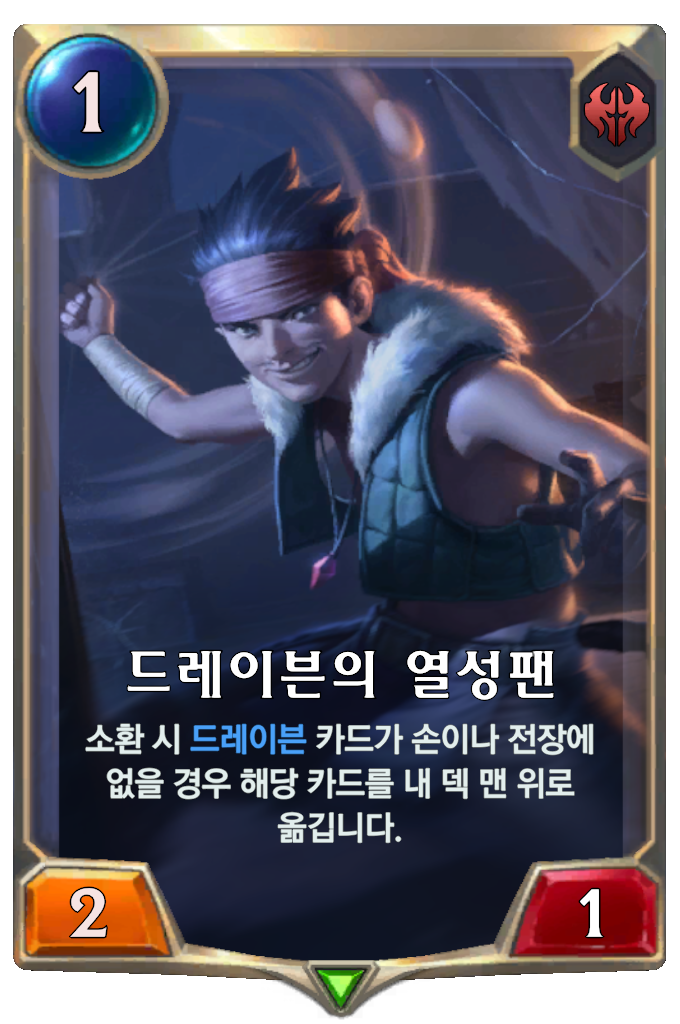 1
드레이븐의 열성팬
소환 시 드레이븐 카드가 손이나 전장에
없을 경우 해당 카드를 내 덱 맨 위로
옮깁니다.
2
1